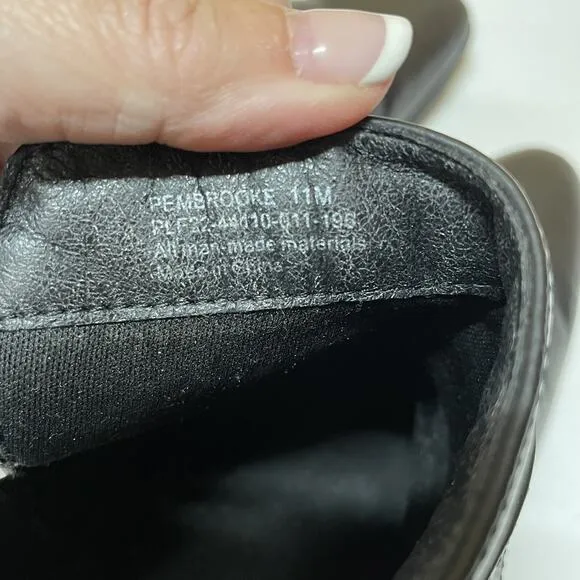 PEMBROOKE 11M
All man-made materials
Made in China